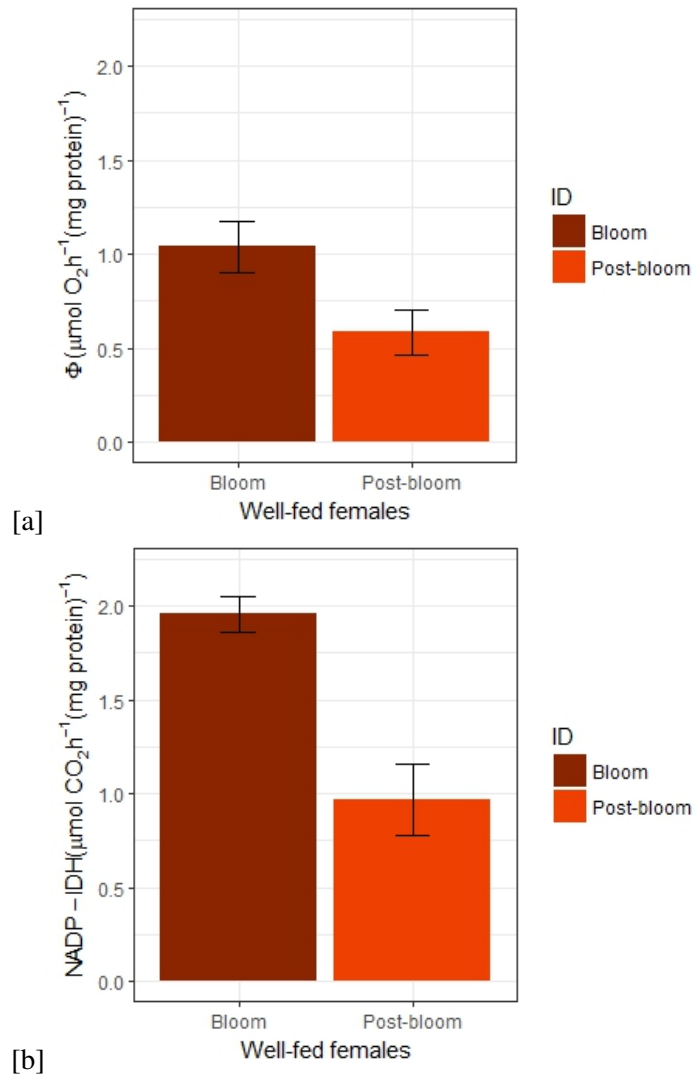 2.0
1.5
1.0
0.5
0.0
Φ(μmol O₂h⁻¹(mg protein)⁻¹)
Bloom Post-bloom
Well-fed females
ID
Bloom
Post-bloom
[a]
2.0
1.5
1.0
0.5
0.0
NADP−IDH(μmol CO₂h⁻¹(mg protein)⁻¹)
Bloom Post-bloom
Well-fed females
ID
Bloom
Post-bloom
[b]